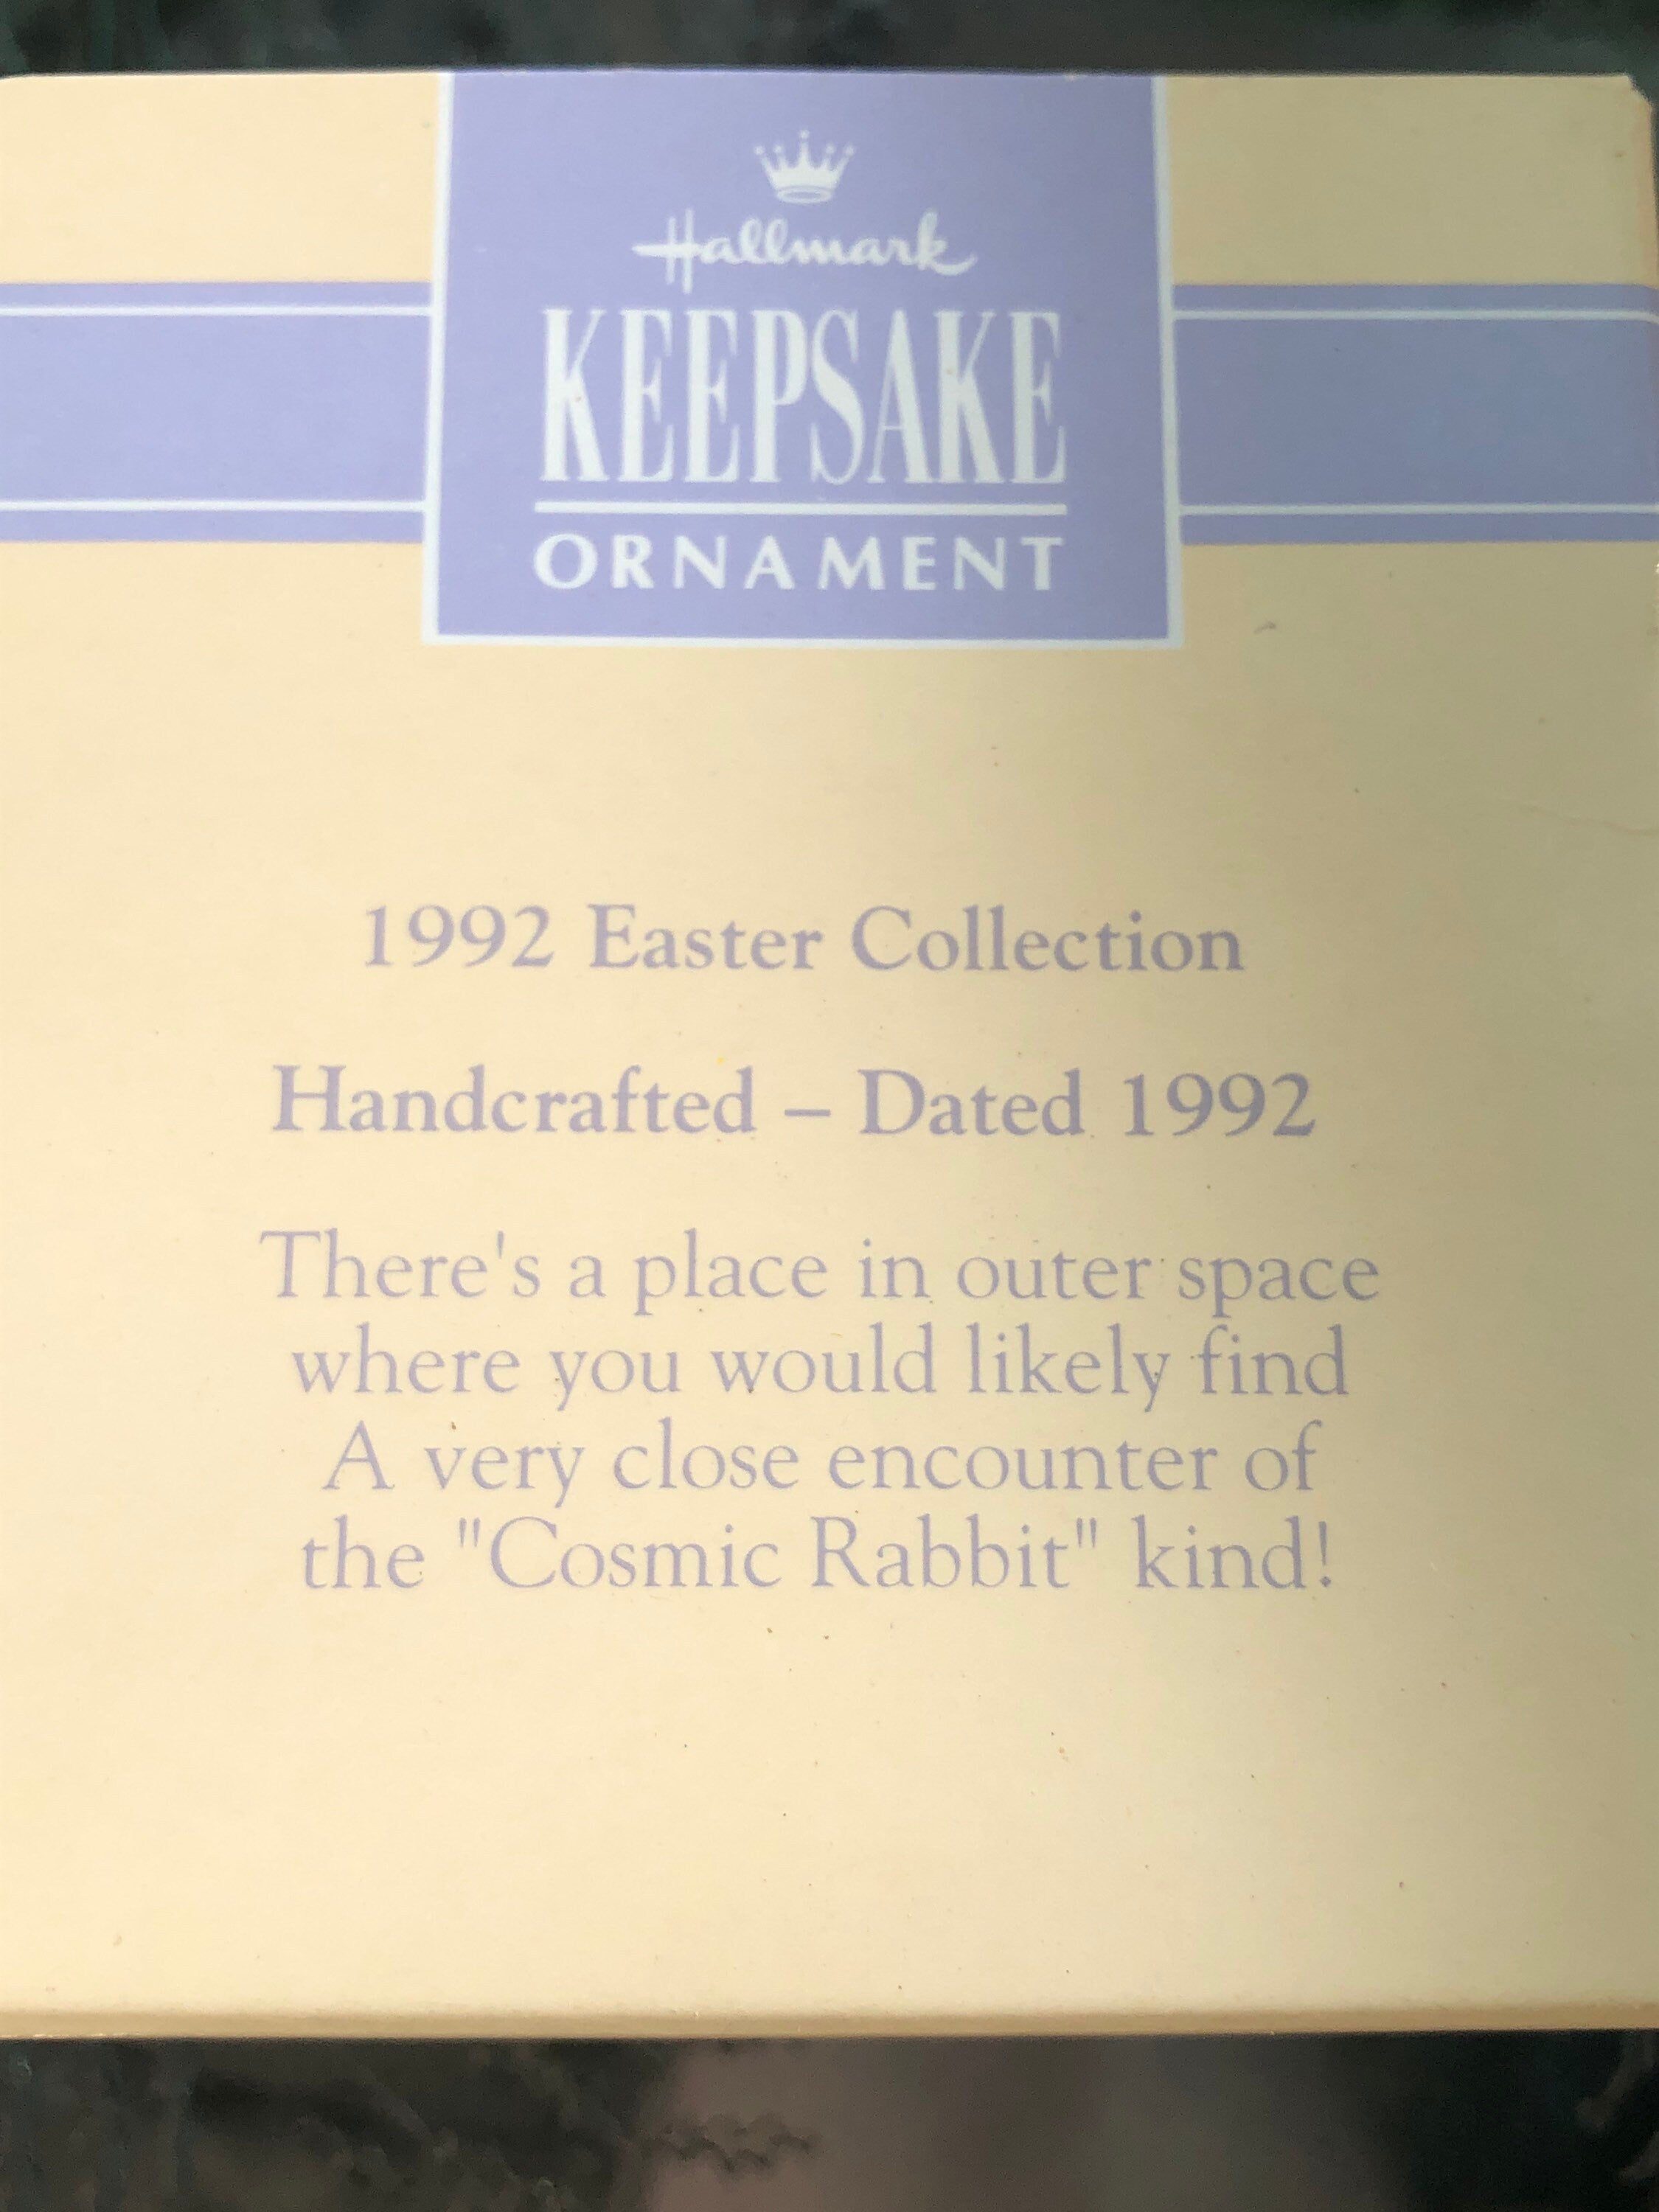 Hallmark
KEEPSAKE
ORNAMENT
1992 Easter Collection
Handcrafted – Dated 1992
There's a place in outer space
where you would likely find
A very close encounter of
the "Cosmic Rabbit" kind!